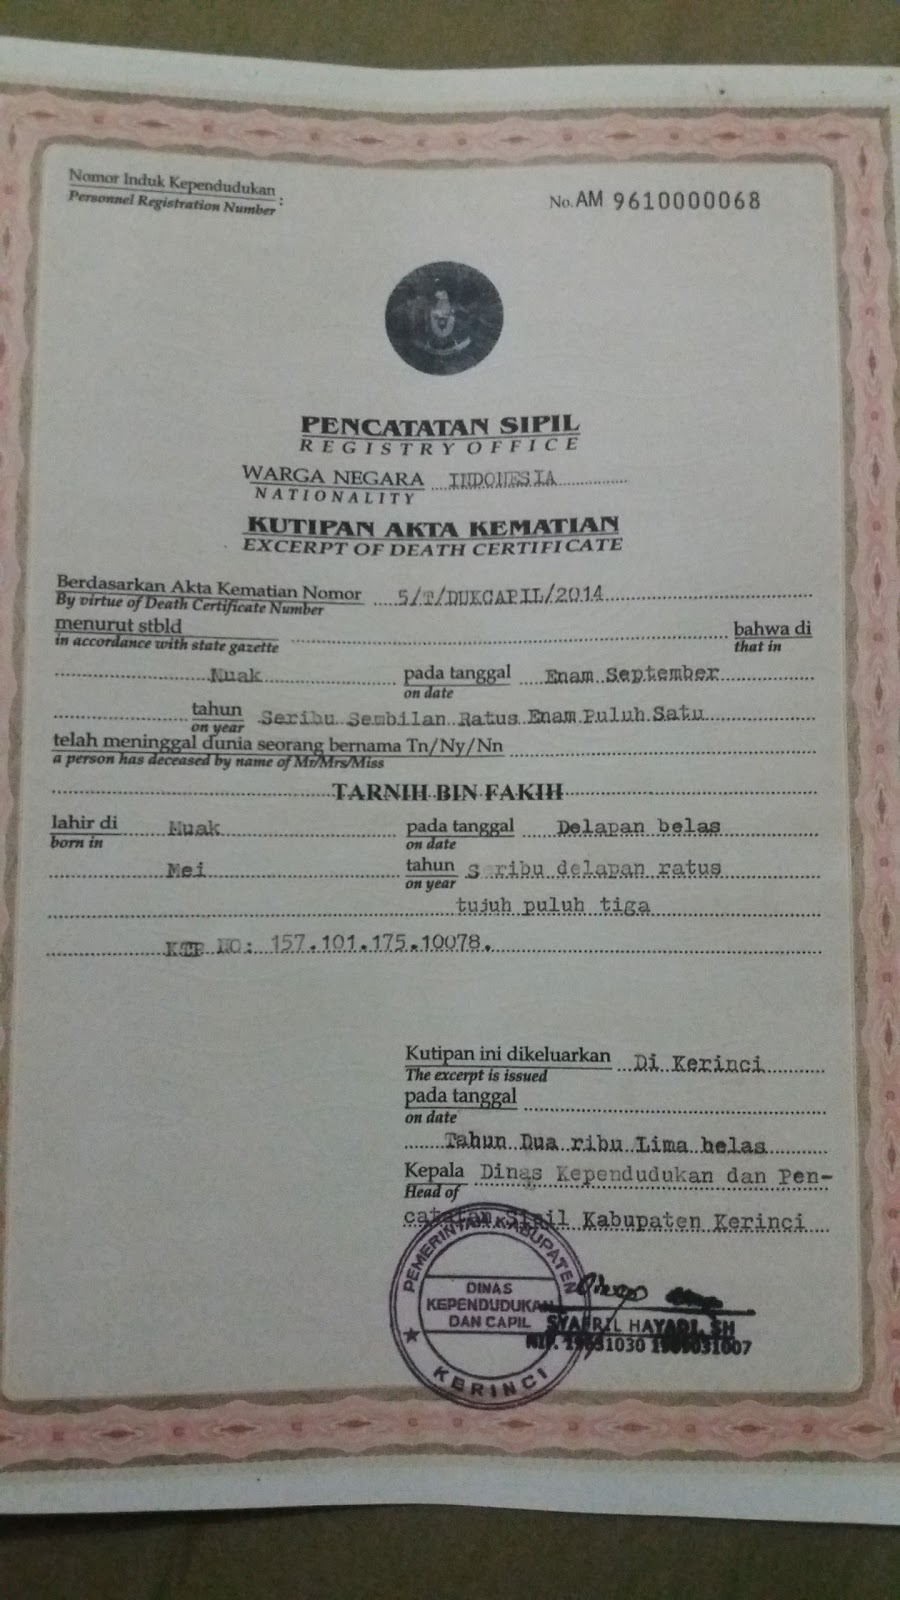 Nomor Induk Kependudukan :
Personnel Registration Number
No. AM 9610000068
PENCATATAN SIPIL
REGISTRY OFFICE
WARGA NEGARA INDONESIA
NATIONALITY
KUTIPAN AKTA KEMATIAN
EXCERPT OF DEATH CERTIFICATE
Berdasarkan Akta Kematian Nomor 5/T/DUKCAPIL/2014
By virtue of Death Certificate Number
menurut stbld bahwa di
in accordance with state gazette that in
Muak pada tanggal Enam September
on date
tahun Seribu Sembilan Ratus Enam Puluh Satu
on year
telah meninggal dunia seorang bernama Tn/Ny/Nn
a person has deceased by name of Mr/Mrs/Miss
TARNIH BIN FAKIH
lahir di Muak pada tanggal Delapan belas
born in on date
Mei tahun seribu delapan ratus
on year
tujuh puluh tiga
KTP NO: 157.101.175.10078.
Kutipan ini dikeluarkan Di Kerinci
The excerpt is issued
pada tanggal
on date
Tahun Dua ribu Lima belas
Kepala Dinas Kependudukan dan Pen-
Head of
catatan Sipil Kabupaten Kerinci
PEMERINTAH KABUPATEN
DINAS
KEPENDUDUKAN
DAN CAPIL
KERINCI
SYAFRIL HAYADI, SH
NIP.